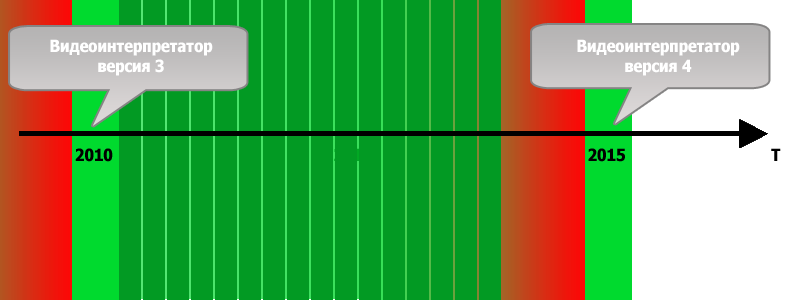 Видеоинтерпретатор
версия 3
Видеоинтерпретатор
версия 4
2010
2015
T